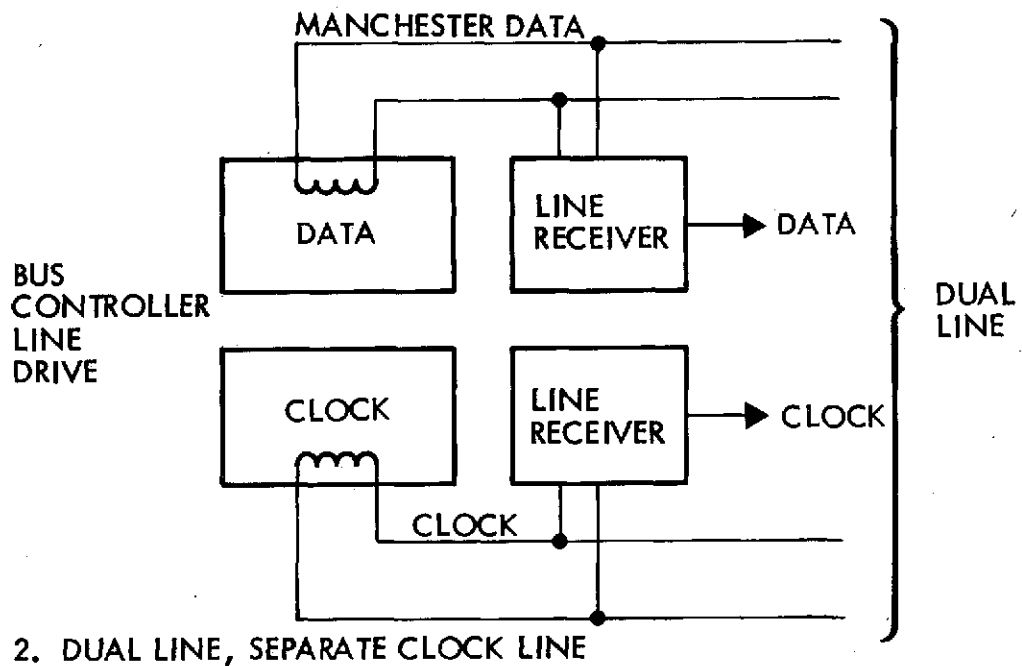 MANCHESTER DATA
DATA
LINE
RECEIVER
DATA
BUS
CONTROLLER
LINE
DRIVE
DUAL
LINE
CLOCK
LINE
RECEIVER
CLOCK
CLOCK
2. DUAL LINE, SEPARATE CLOCK LINE